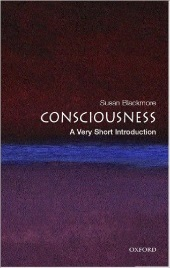 Susan Blackmore
CONSCIOUSNESS
A Very Short Introduction
OXFORD